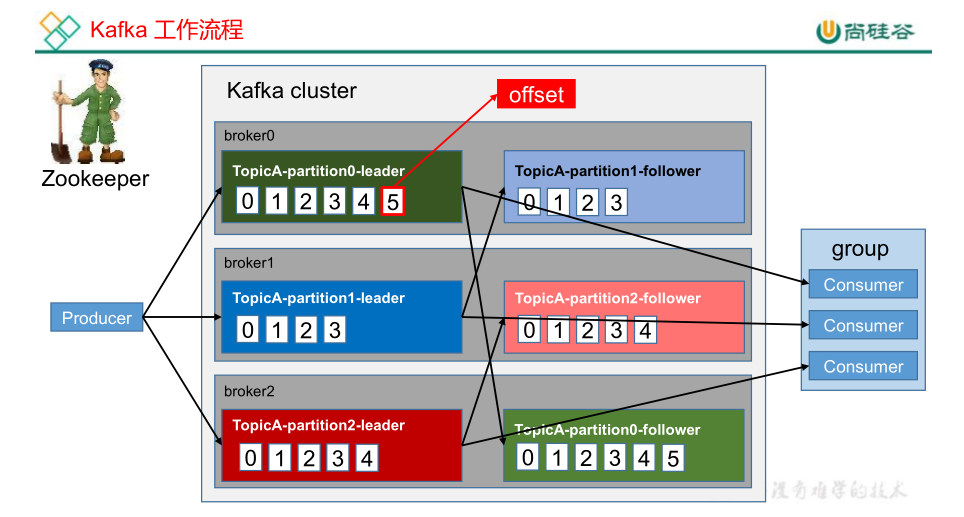 Kafka 工作流程
尚硅谷
Zookeeper
Kafka cluster
offset
broker0
TopicA-partition0-leader
0 1 2 3 4 5
TopicA-partition1-follower
0 1 2 3
broker1
TopicA-partition1-leader
0 1 2 3
TopicA-partition2-follower
0 1 2 3 4
broker2
TopicA-partition2-leader
0 1 2 3 4
TopicA-partition0-follower
0 1 2 3 4 5
Producer
group
Consumer
Consumer
Consumer
没有难学的技术